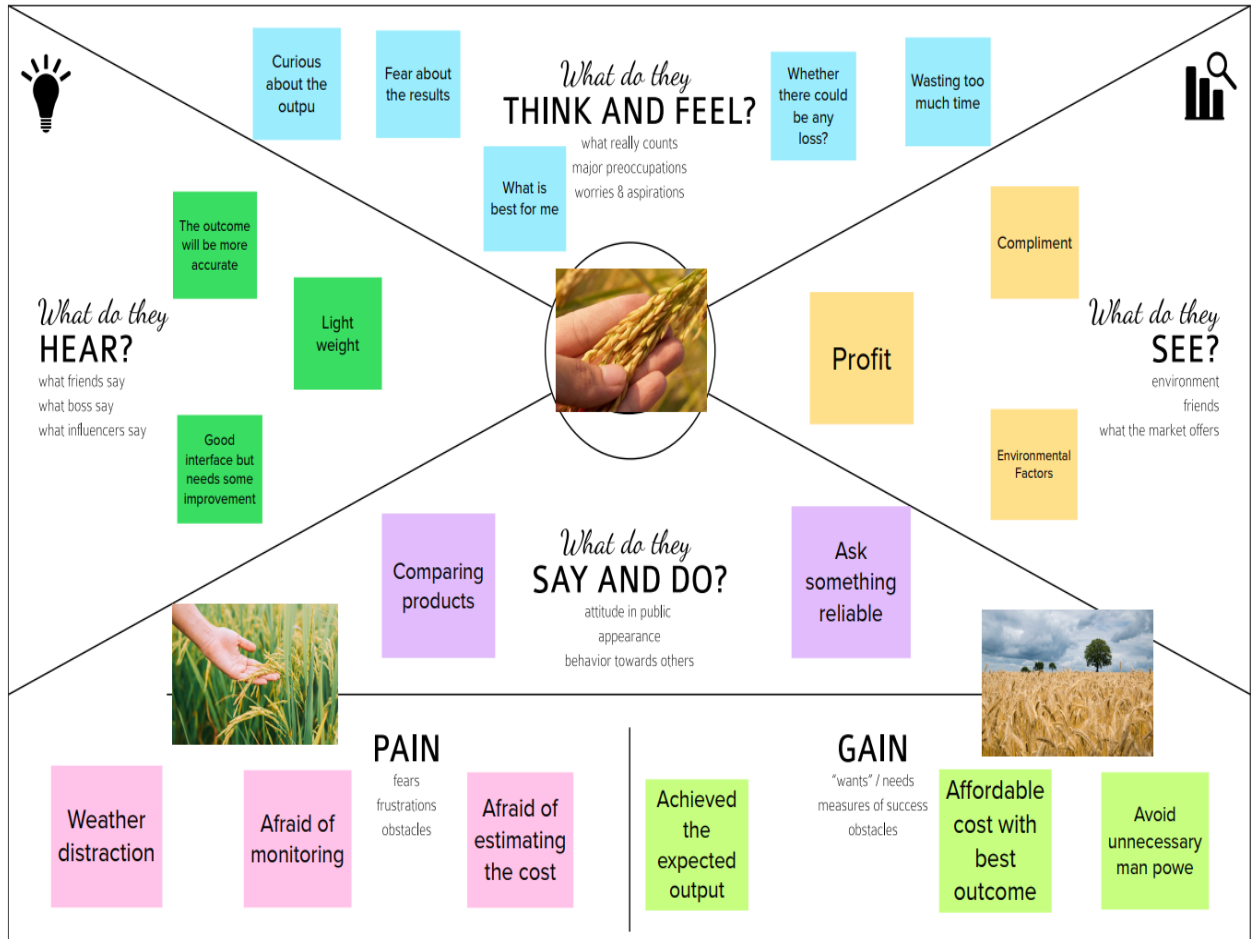 Curious
about the
outpu
Fear about
the results
What do they
THINK AND FEEL?
what really counts
major preoccupations
worries & aspirations
What is
best for me
Whether
there could
be any
loss?
Wasting too
much time
The outcome
will be more
accurate
Light
weight
What do they
HEAR?
what friends say
what boss say
what influencers say
Good
interface but
needs some
improvement
Compliment
Profit
What do they
SEE?
environment
friends
what the market offers
Environmental
Factors
Comparing
products
What do they
SAY AND DO?
attitude in public
appearance
behavior towards others
Ask
something
reliable
PAIN
fears
frustrations
obstacles
Weather
distraction
Afraid of
monitoring
Afraid of
estimating
the cost
GAIN
"wants" / needs
measures of success
obstacles
Achieved
the
expected
output
Affordable
cost with
best
outcome
Avoid
unnecessary
man powe